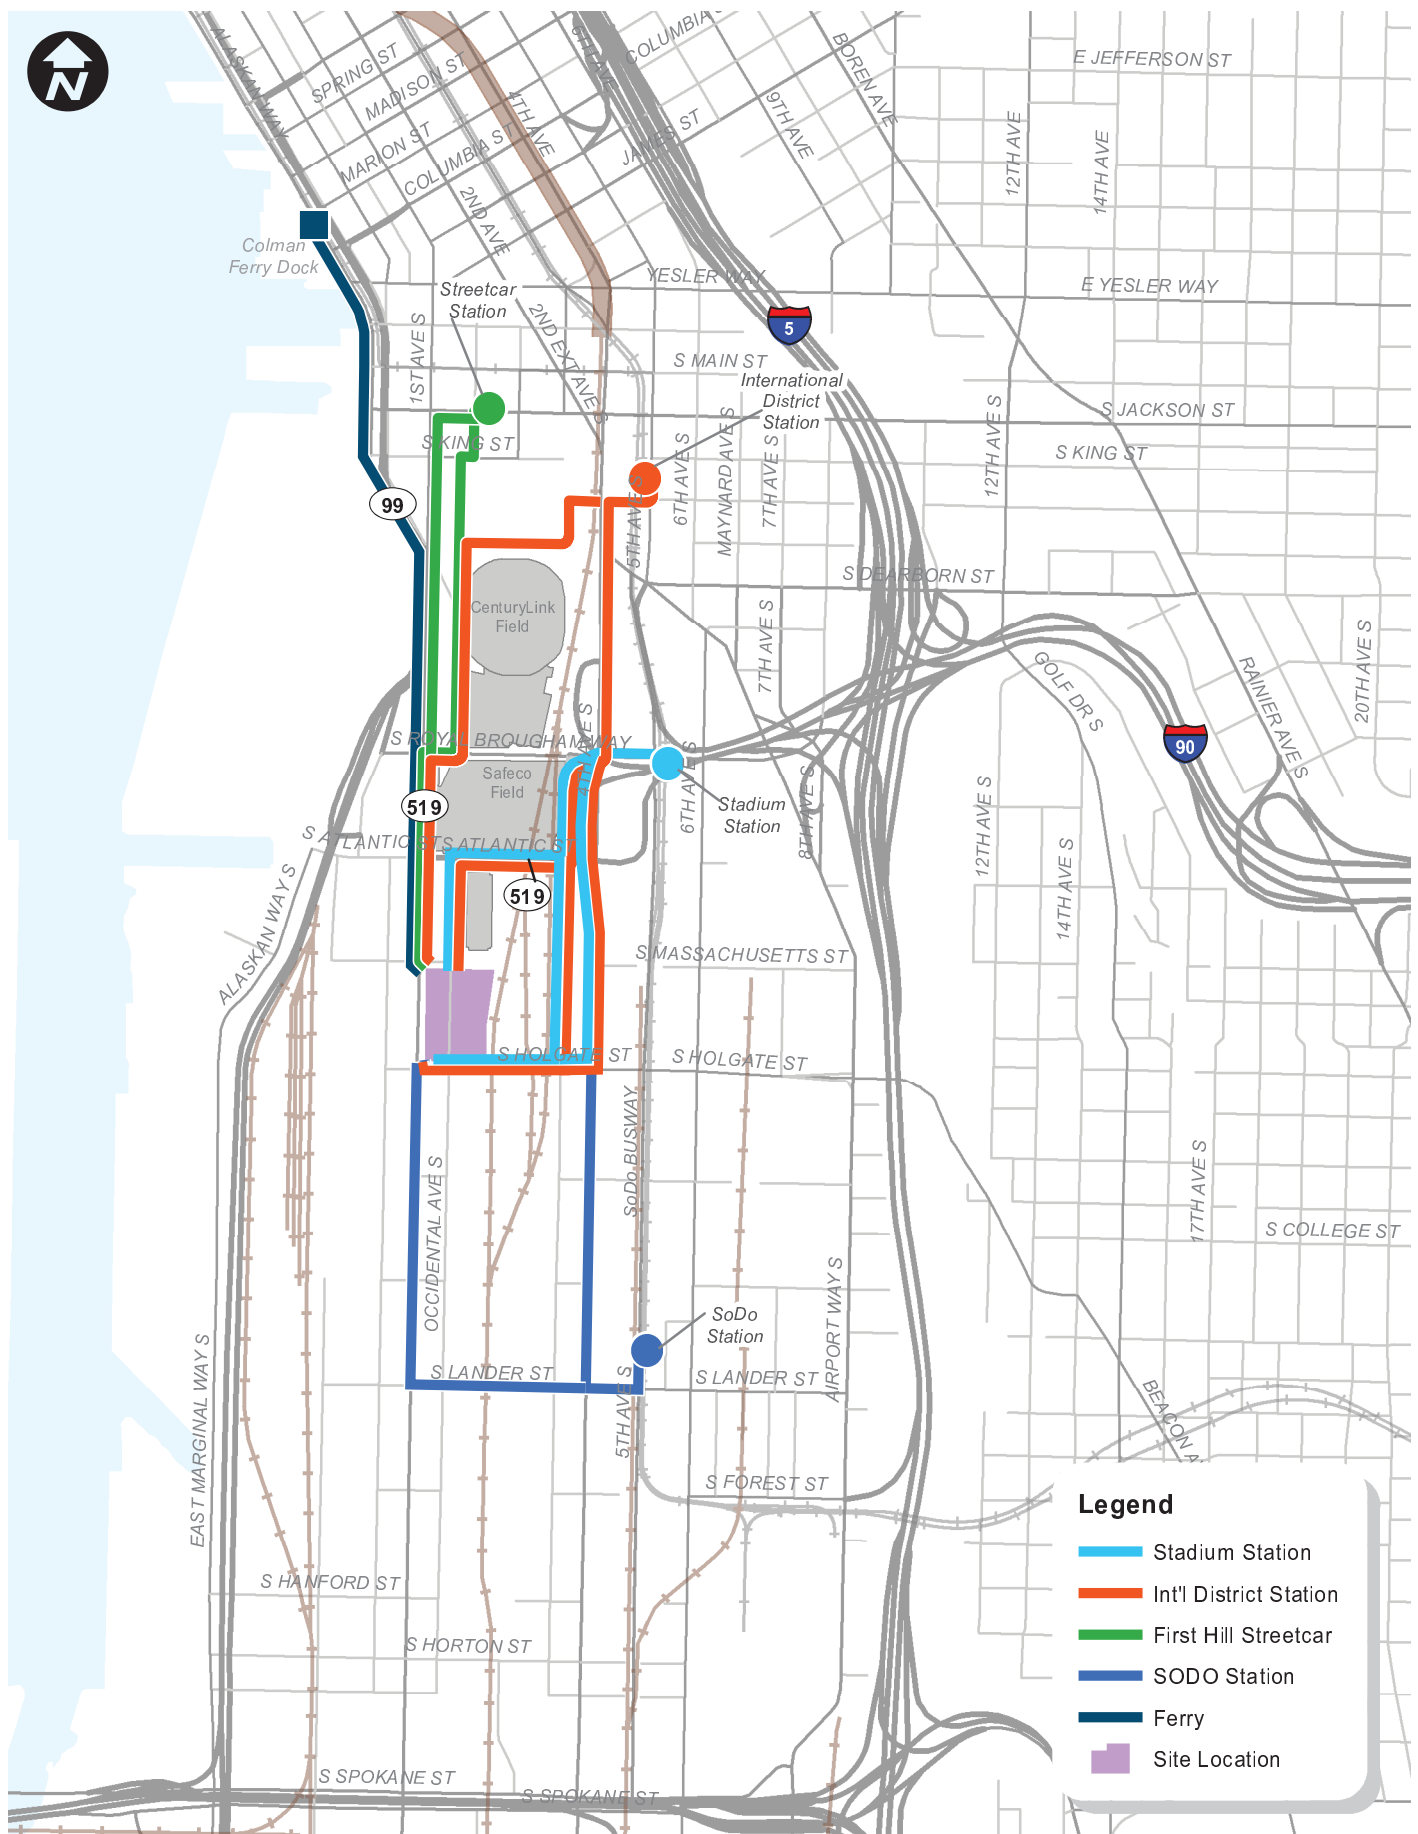 N
ALASKAN WAY
SPRING ST
MADISON ST
MARION ST
COLUMBIA ST
4TH AVE
2ND AVE
6TH AVE
COLUMBIA S
JAMES ST
9TH AVE
BOREN AVE
E JEFFERSON ST
12TH AVE
14TH AVE
Colman
Ferry Dock
Streetcar
Station
YESLER WAY
E YESLER WAY
5
1ST AVE S
2ND EXT AVE S
S MAIN ST
International
District
Station
S JACKSON ST
S KING ST
S KING ST
12TH AVE S
6TH AVE S
MAYNARD AVE S
7TH AVE S
99
5TH AVE S
S DEARBORN ST
CenturyLink
Field
7TH AVE S
GOLF DR S
RAINIER AVE S
20TH AVE S
4TH AVE S
S ROYAL BROUGHAM WAY
90
Safeco
Field
6TH AVE S
8TH AVE S
Stadium
Station
12TH AVE S
14TH AVE S
519
S ATLANTIC ST
S ATLANTIC ST
519
ALASKAN WAY S
S MASSACHUSETTS ST
S HOLGATE ST
S HOLGATE ST
SoDo BUSWAY
OCCIDENTAL AVE S
17TH AVE S
S COLLEGE ST
AIRPORT WAY S
SoDo
Station
EAST MARGINAL WAY S
S LANDER ST
S LANDER ST
5TH AVE S
BEACON A
S FOREST ST
S HANFORD ST
S HORTON ST
S SPOKANE ST
S SPOKANE ST
Legend
Stadium Station
Int'l District Station
First Hill Streetcar
SODO Station
Ferry
Site Location